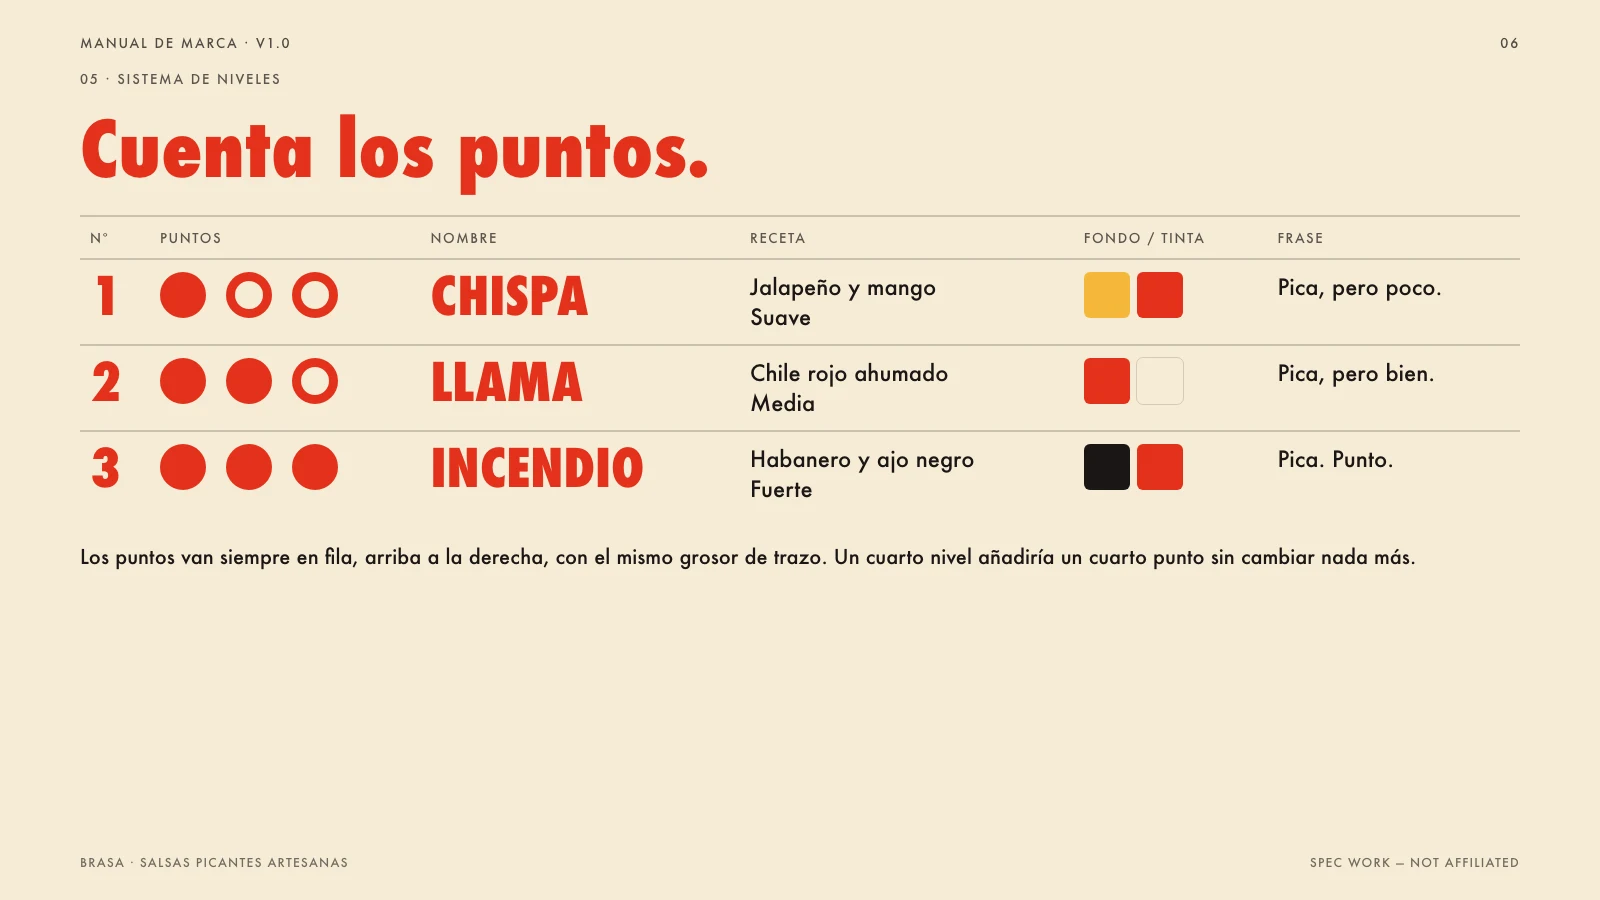 MANUAL DE MARCA · V1.0
06
05 · SISTEMA DE NIVELES
Cuenta los puntos.
N° PUNTOS NOMBRE RECETA FONDO / TINTA FRASE
1 CHISPA Jalapeño y mango Pica, pero poco.
Suave
2 LLAMA Chile rojo ahumado Pica, pero bien.
Media
3 INCENDIO Habanero y ajo negro Pica. Punto.
Fuerte
Los puntos van siempre en fila, arriba a la derecha, con el mismo grosor de trazo. Un cuarto nivel añadiría un cuarto punto sin cambiar nada más.
BRASA · SALSAS PICANTES ARTESANAS
SPEC WORK — NOT AFFILIATED